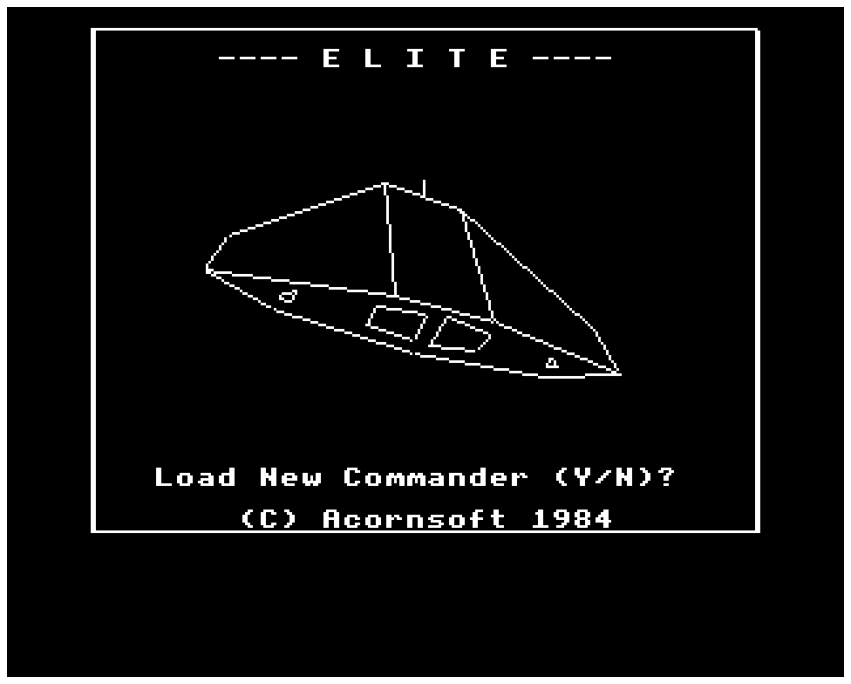 ---- E L I T E ----
Load New Commander (Y/N)?
(C) Acornsoft 1984